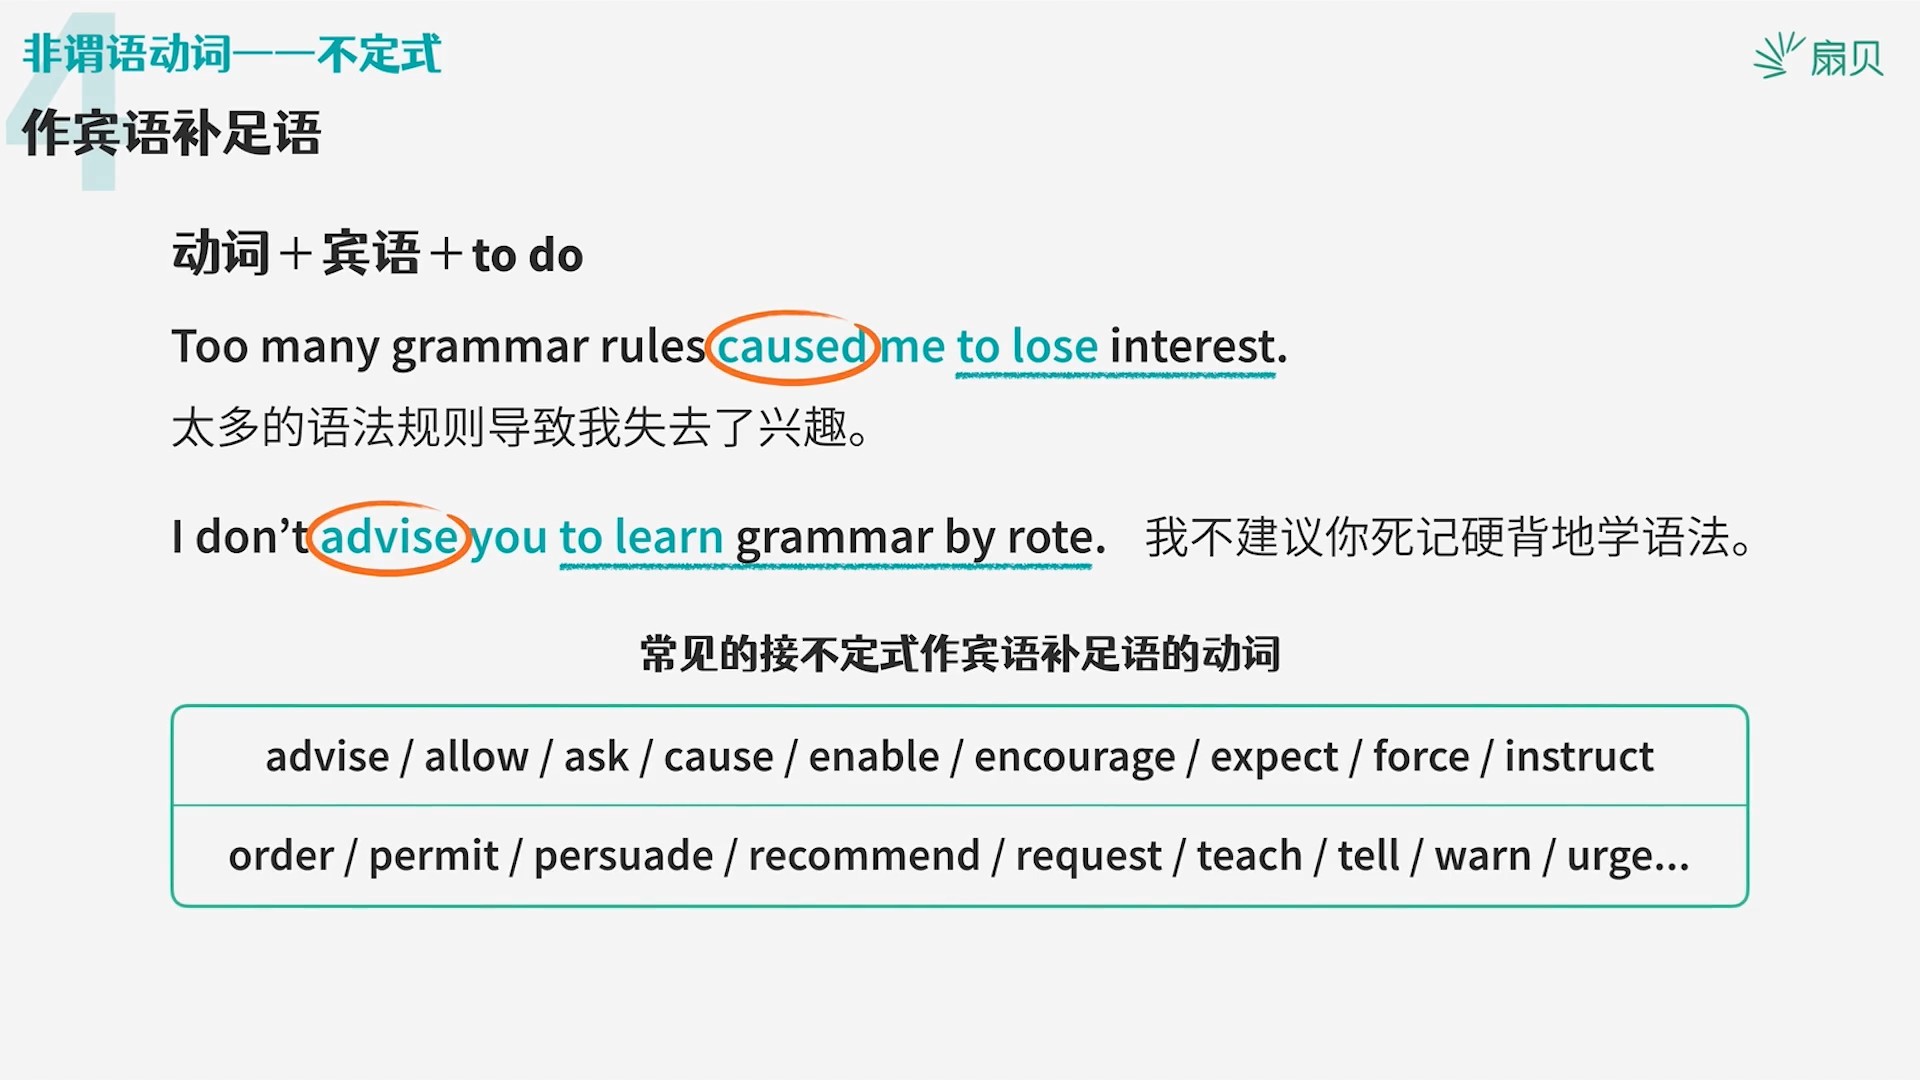 4
非谓语动词——不定式
扇贝
作宾语补足语
动词+宾语+to do
Too many grammar rules caused me to lose interest.
太多的语法规则导致我失去了兴趣。
I don’t advise you to learn grammar by rote. 我不建议你死记硬背地学语法。
常见的接不定式作宾语补足语的动词
advise / allow / ask / cause / enable / encourage / expect / force / instruct
order / permit / persuade / recommend / request / teach / tell / warn / urge...